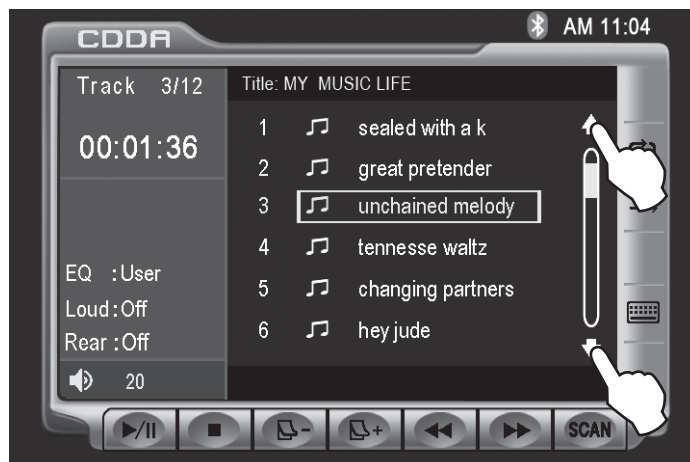 CDDA
AM 11:04
Track 3/12
00:01:36
EQ :User
Loud:Off
Rear :Off
20
Title: MY MUSIC LIFE
1 sealed with a k
2 great pretender
3 unchained melody
4 tennesse waltz
5 changing partners
6 hey jude
SCAN